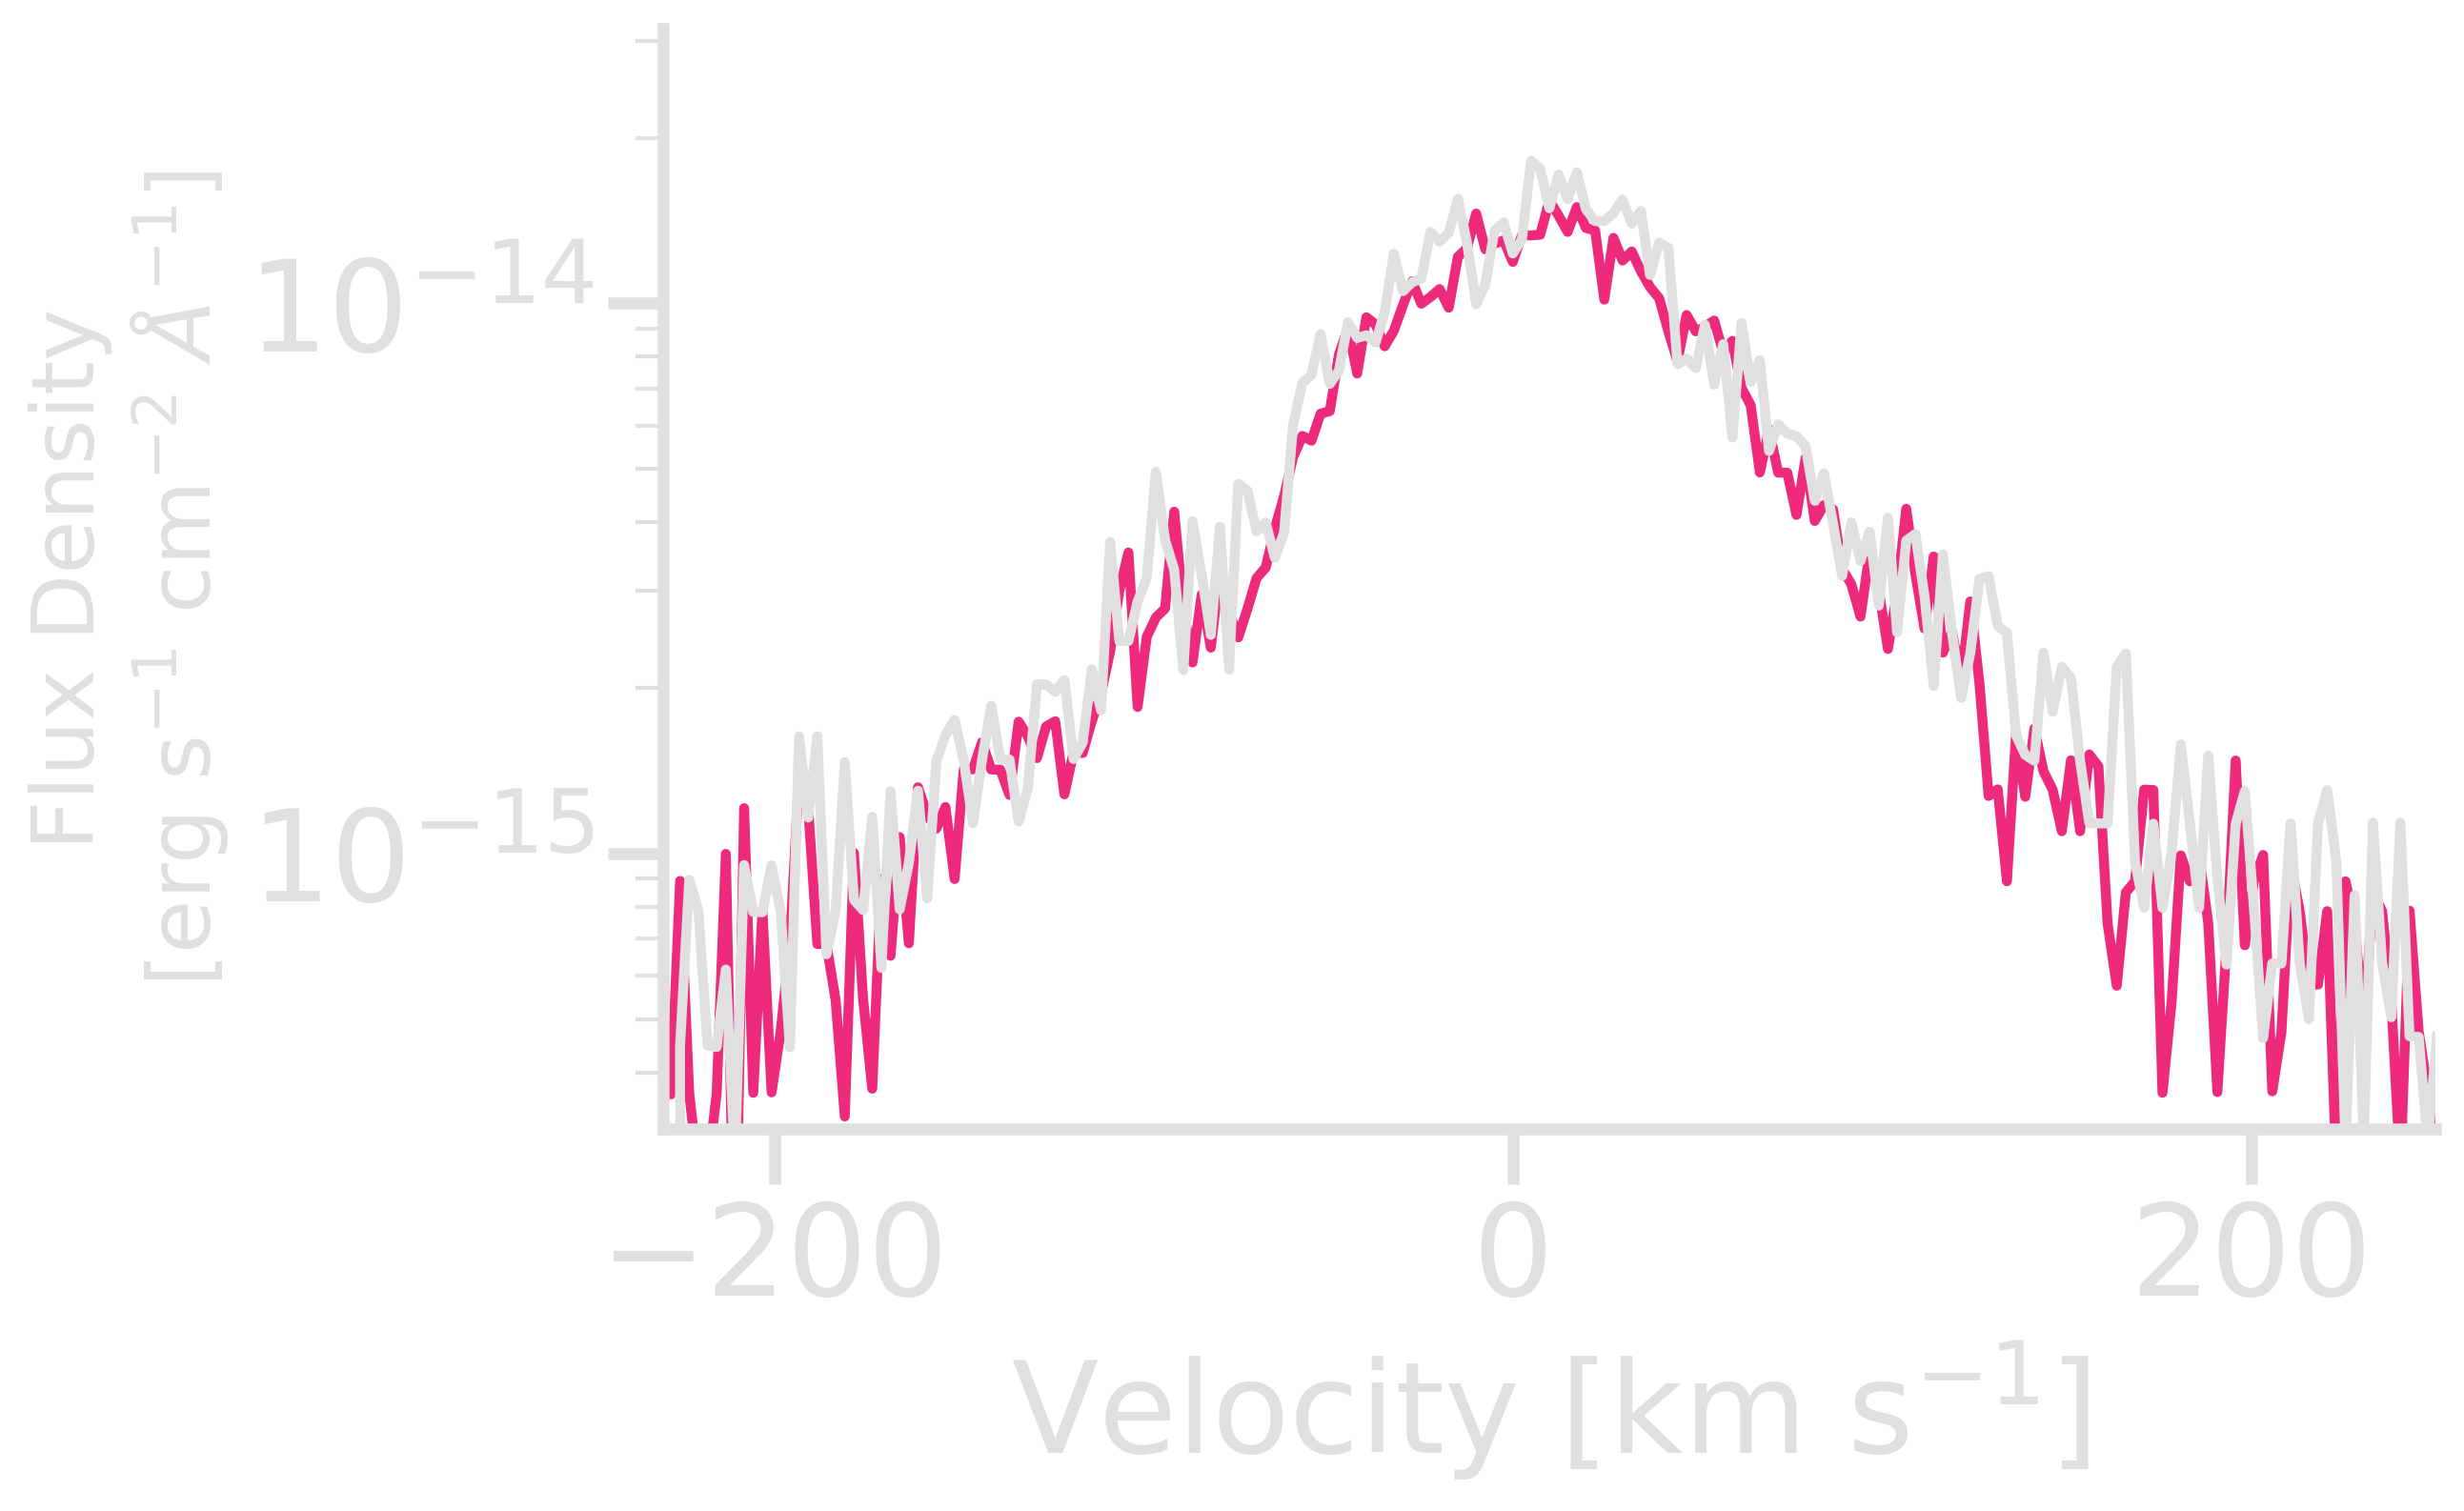 Flux Density
[erg s⁻¹ cm⁻² Å⁻¹]
10⁻¹⁴
10⁻¹⁵
−200 0 200
Velocity [km s⁻¹]